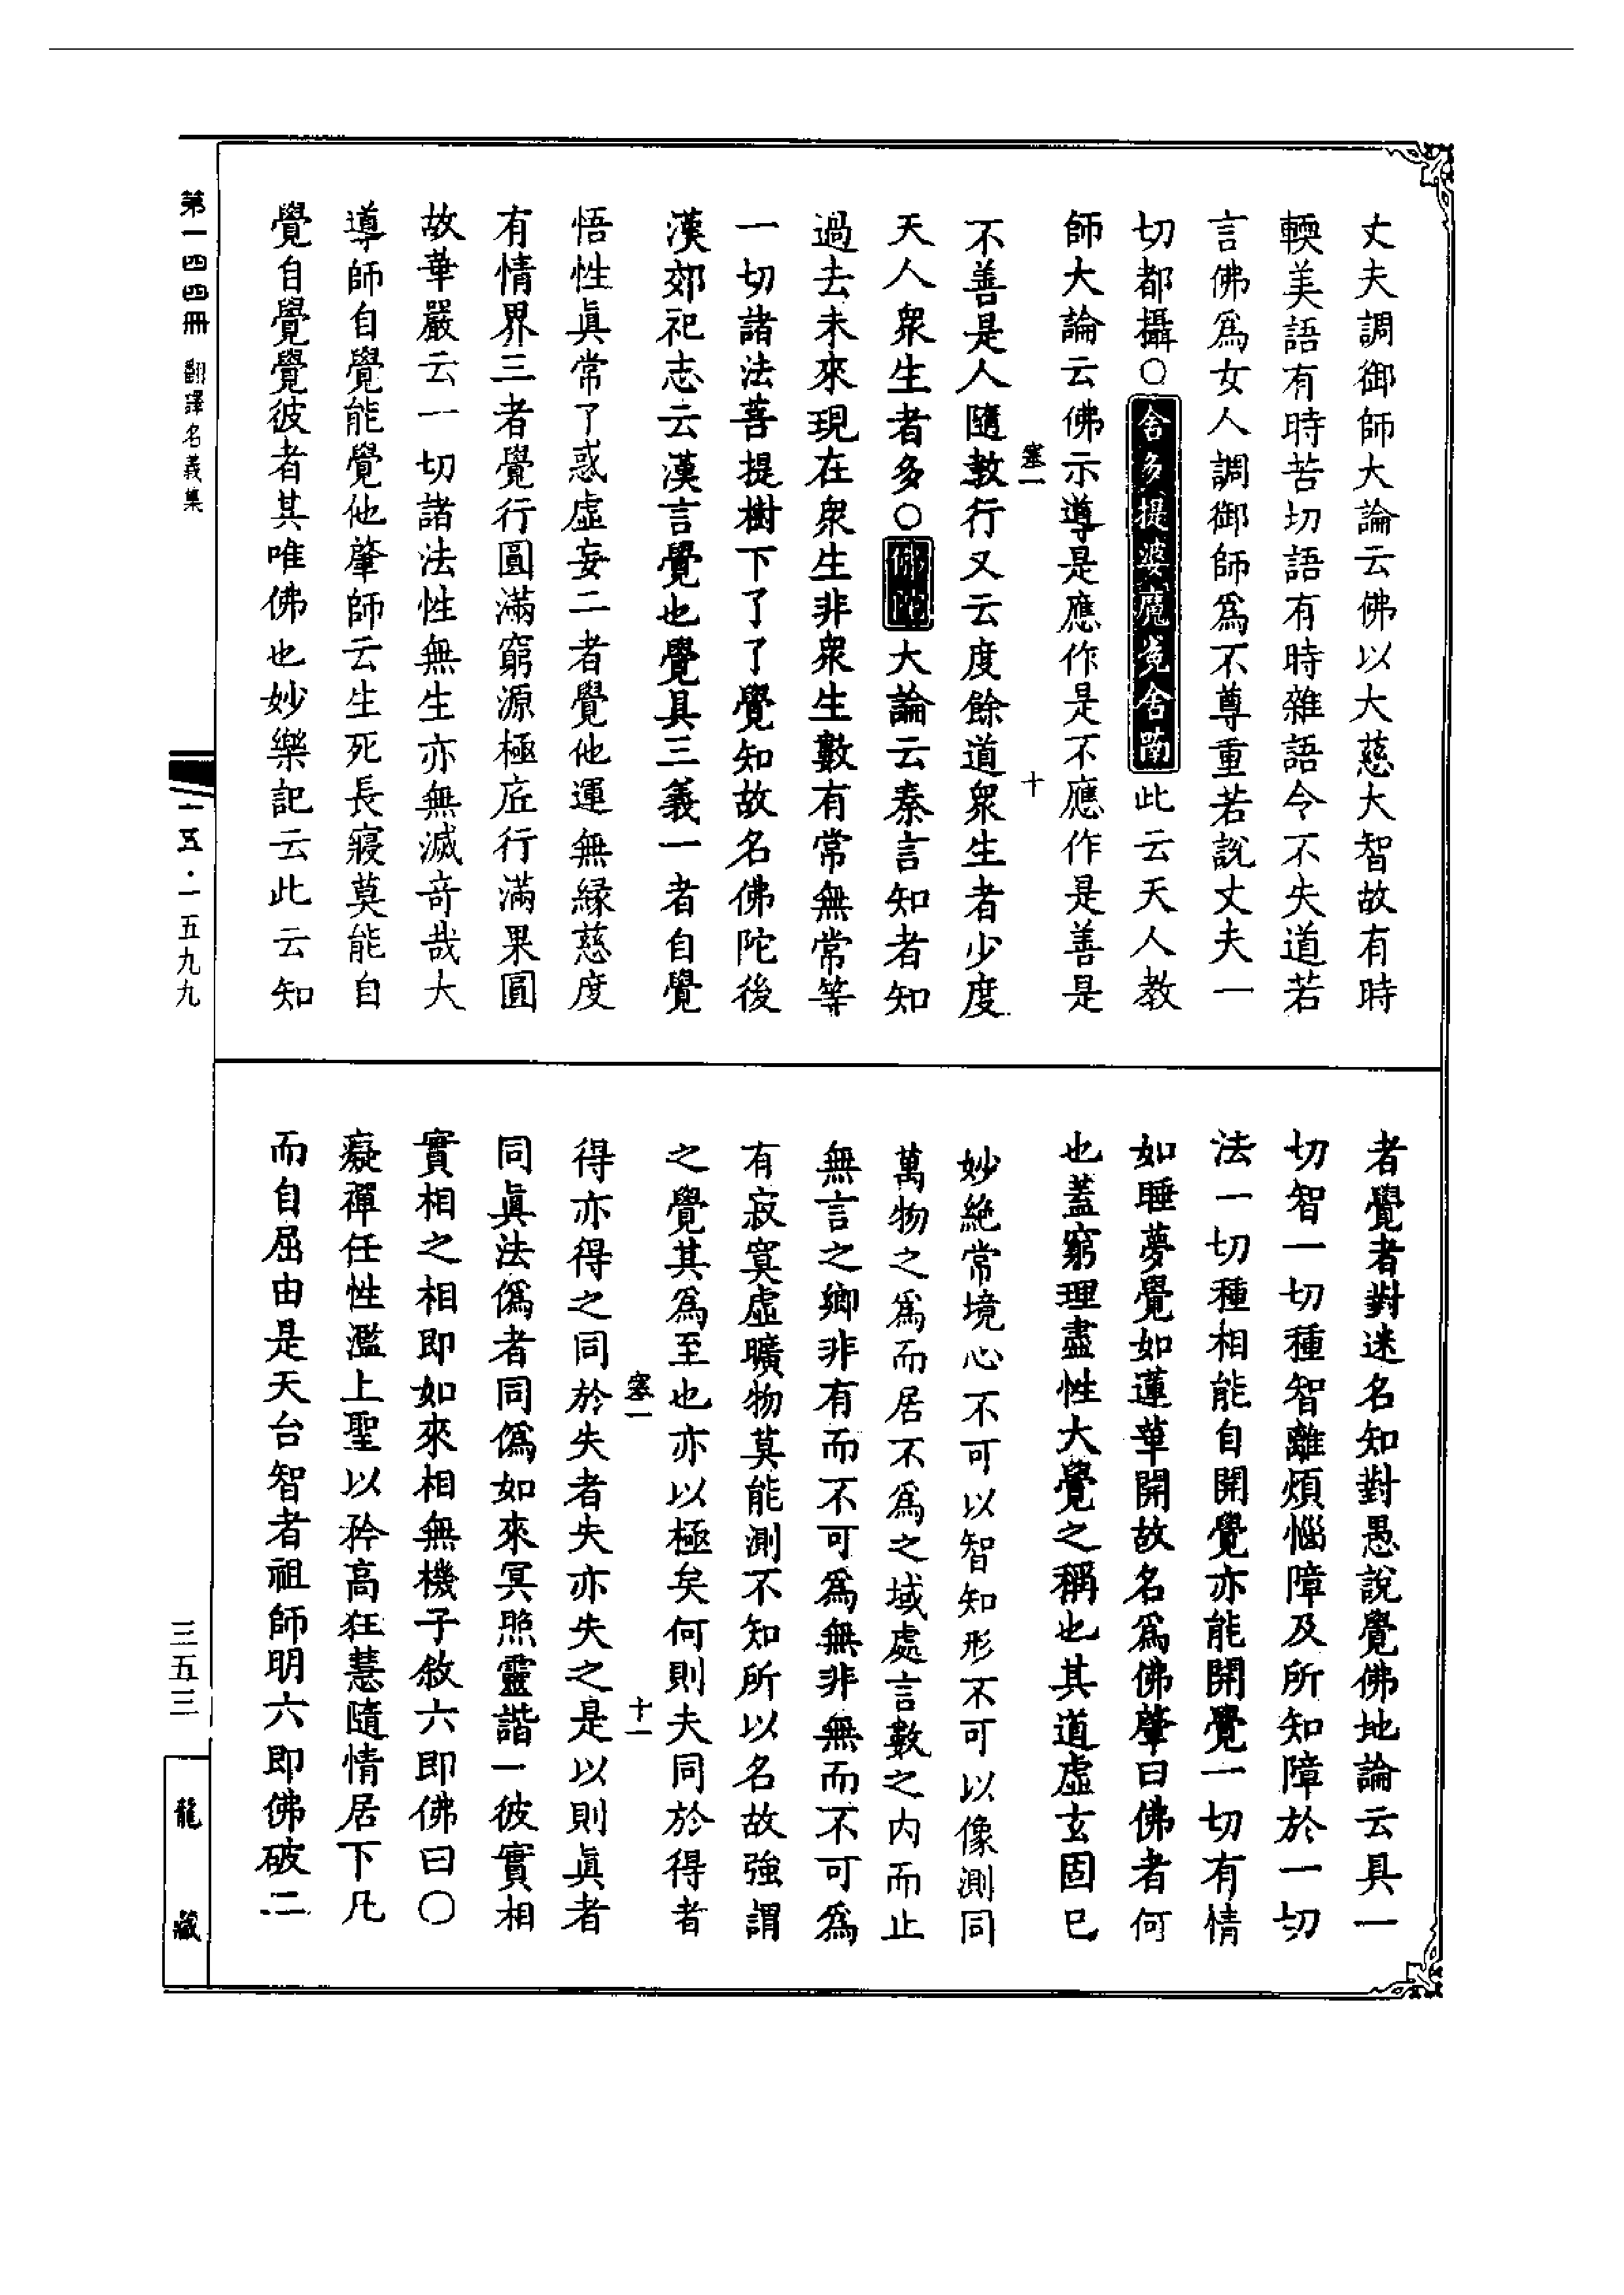 丈夫調御師大論云佛以大慈大智故有時
輭美語有時苦切語有時雜語令不失道若
言佛爲女人調御師爲不尊重若說丈夫一
切都攝○舍多提婆魔㝹舍喃此云天人教
師大論云佛示導是應作是不應作是善是
塞一 十
不善是人隨教行又云度餘道衆生者少度
天人衆生者多○佛陀大論云秦言知者知
過去未來現在衆生非衆生數有常無常等
一切諸法菩提樹下了了覺知故名佛陀後
漢郊祀志云漢言覺也覺具三義一者自覺
悟性眞常了惑虛妄二者覺他運無緣慈度
有情界三者覺行圓滿窮源極底行滿果圓
故華嚴云一切諸法性無生亦無滅奇哉大
導師自覺能覺他肇師云生死長寢莫能自
覺自覺覺彼者其唯佛也妙樂記云此云知
者覺者對迷名知對愚說覺佛地論云具一
切智一切種智離煩惱障及所知障於一切
法一切種相能自開覺亦能開覺一切有情
如睡夢覺如蓮華開故名爲佛肇曰佛者何
也蓋窮理盡性大覺之稱也其道虛玄固已
妙絕常境心不可以智知形不可以像測同
萬物之爲而居不爲之域處言數之內而止
無言之鄉非有而不可爲無非無而不可爲
有寂寞虛曠物莫能測不知所以名故強謂
之覺其爲至也亦以極矣何則夫同於得者
塞一 十一
得亦得之同於失者失亦失之是以則眞者
同眞法僞者同僞如來冥照靈諧一彼實相
實相之相即如來相無機子敘六即佛曰○
癡禪任性濫上聖以矜高狂慧隨情居下凡
而自屈由是天台智者祖師明六即佛破二
第一四四冊 翻譯名義集
一五·一五九九
三五三
龍藏